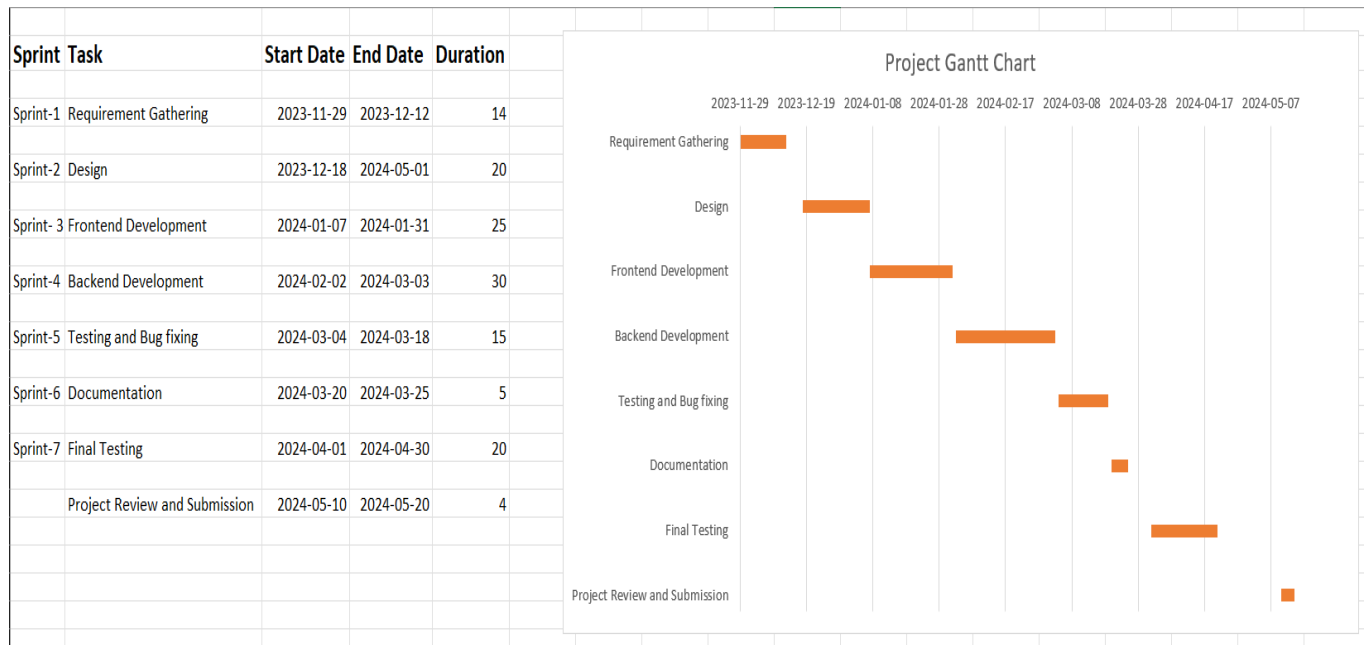 Sprint Task Start Date End Date Duration
Sprint-1 Requirement Gathering 2023-11-29 2023-12-12 14
Sprint-2 Design 2023-12-18 2024-05-01 20
Sprint- 3 Frontend Development 2024-01-07 2024-01-31 25
Sprint-4 Backend Development 2024-02-02 2024-03-03 30
Sprint-5 Testing and Bug fixing 2024-03-04 2024-03-18 15
Sprint-6 Documentation 2024-03-20 2024-03-25 5
Sprint-7 Final Testing 2024-04-01 2024-04-30 20
Project Review and Submission 2024-05-10 2024-05-20 4
Project Gantt Chart
2023-11-29 2023-12-19 2024-01-08 2024-01-28 2024-02-17 2024-03-08 2024-03-28 2024-04-17 2024-05-07
Requirement Gathering
Design
Frontend Development
Backend Development
Testing and Bug fixing
Documentation
Final Testing
Project Review and Submission